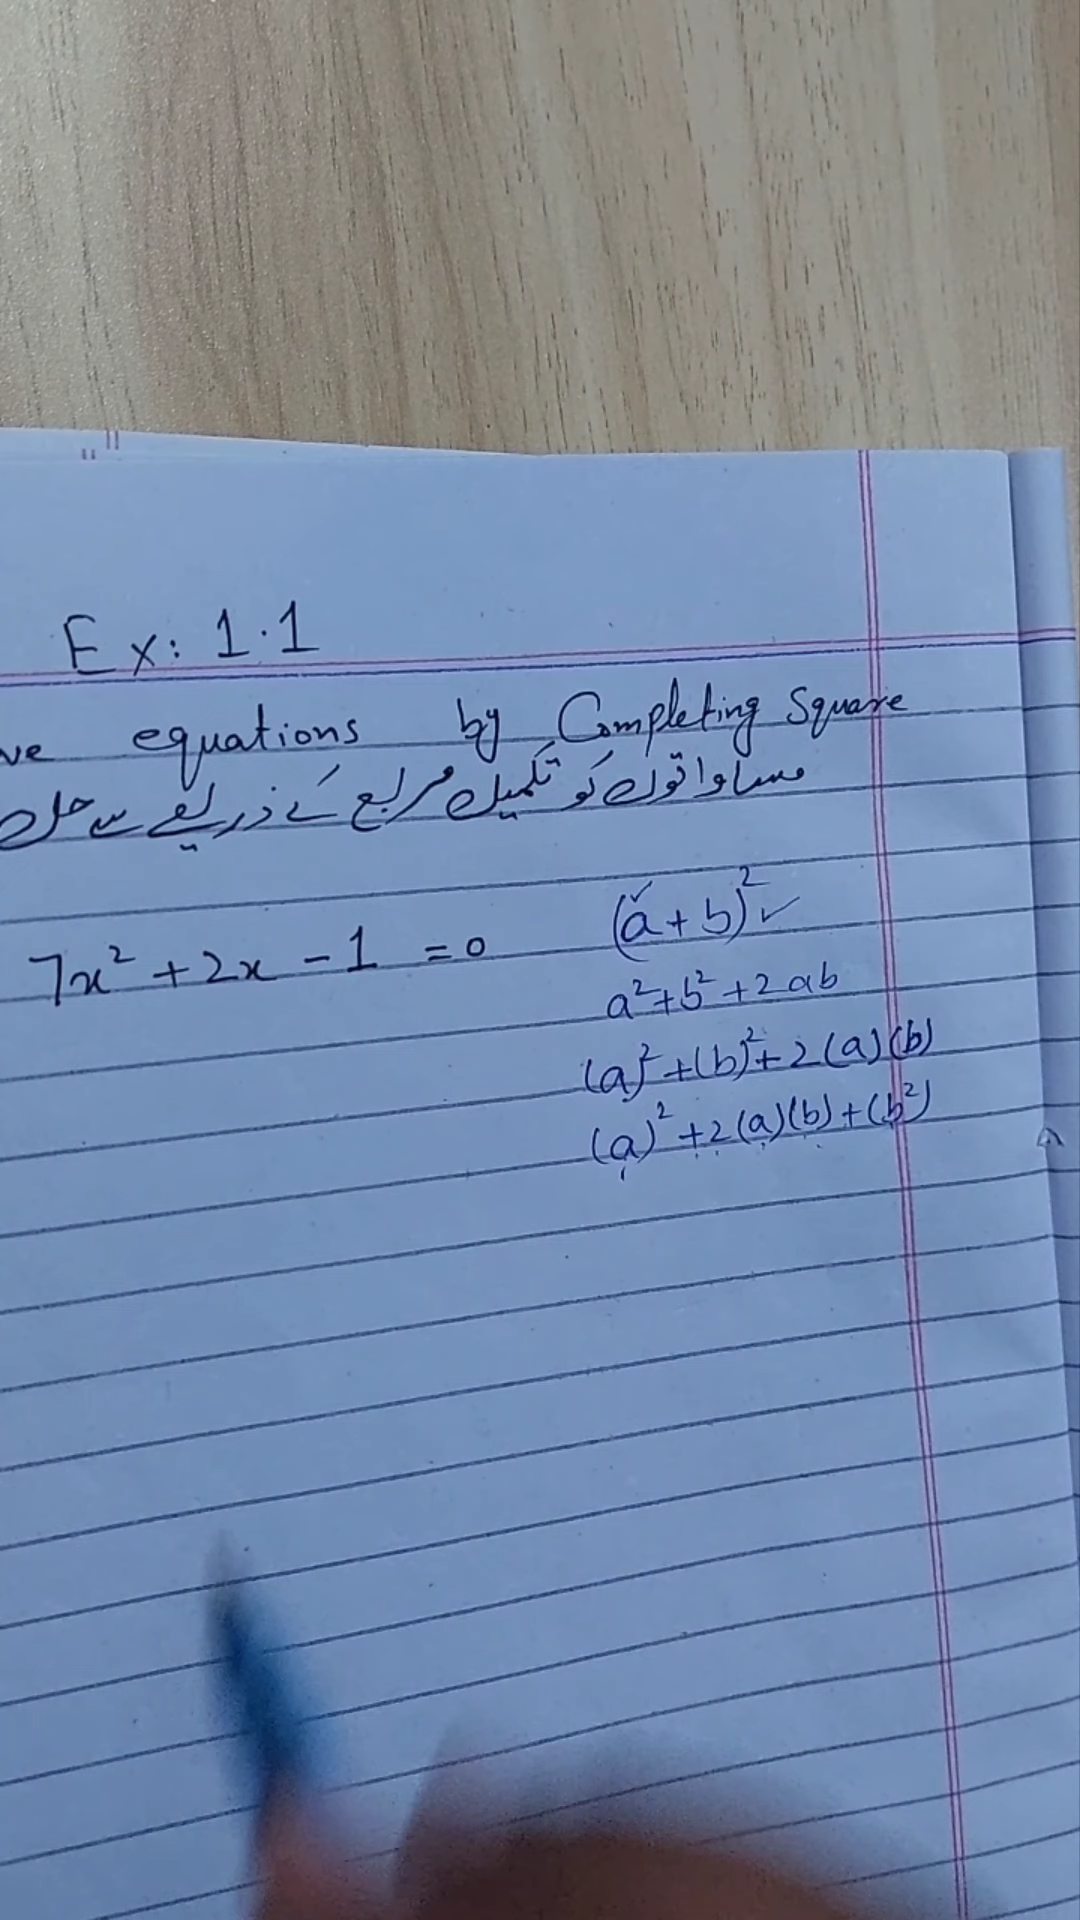 Ex: 1.1
ve equations by Completing Square
مساواتوں کو تکمیل مربع کے ذریعے سے حل
7x² + 2x - 1 = 0
(a + b)²
a² + b² + 2ab
(a)² + (b)² + 2(a)(b)
(a)² + 2(a)(b) + (b²)